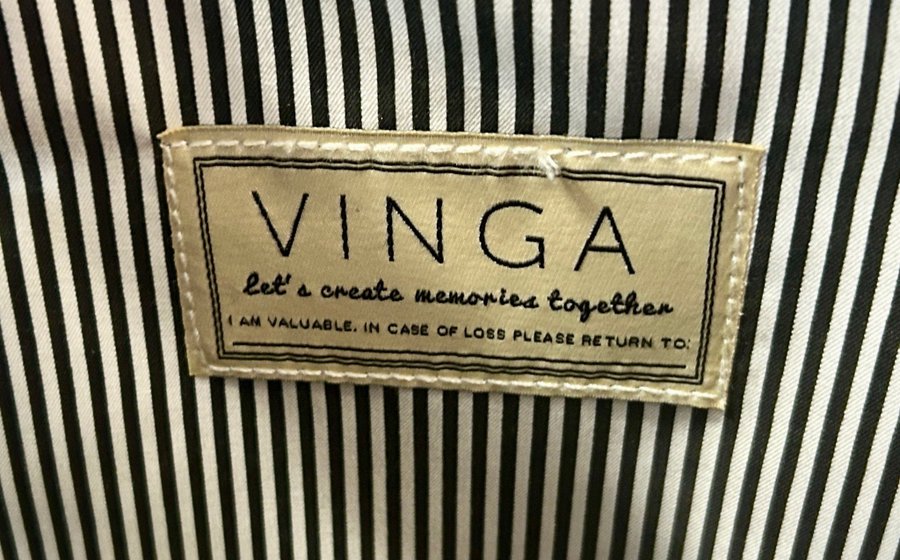 VINGA
let's create memories together
I AM VALUABLE. IN CASE OF LOSS PLEASE RETURN TO: